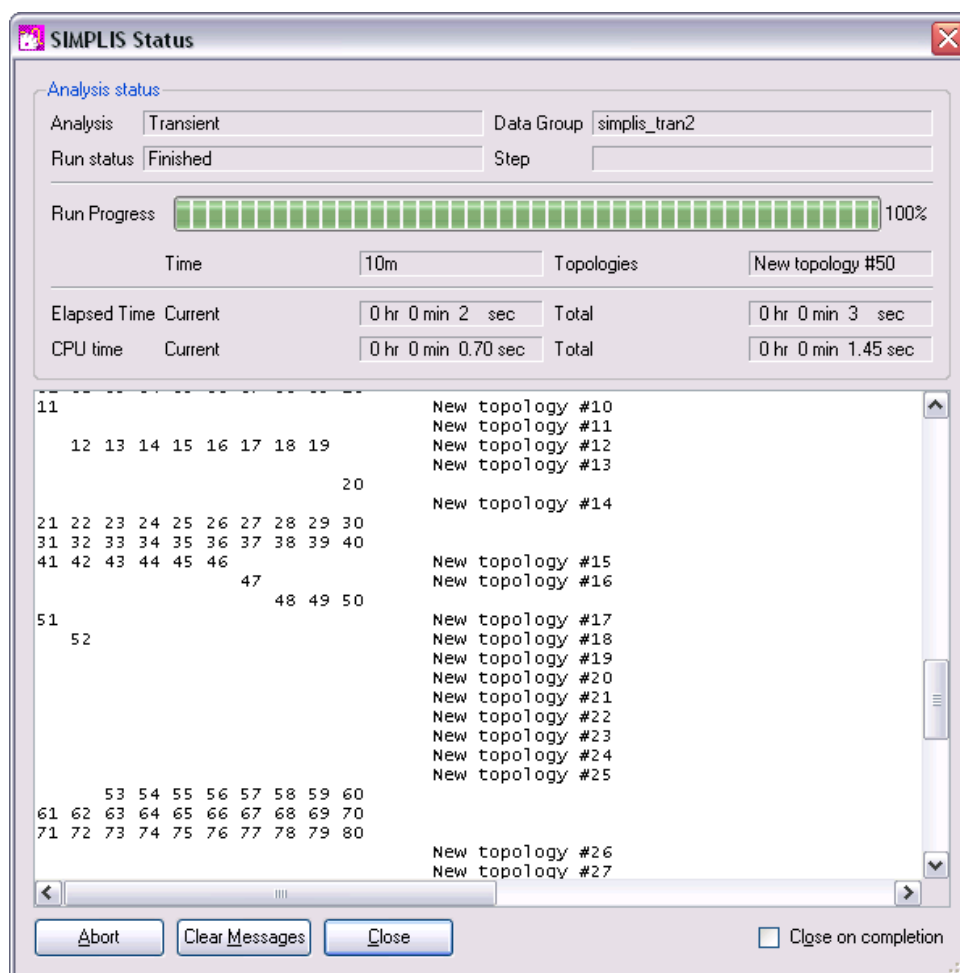 SIMPLIS Status
Analysis status
Analysis Transient Data Group simplis_tran2
Run status Finished Step
Run Progress 100%
Time 10m Topologies New topology #50
Elapsed Time Current 0 hr 0 min 2 sec Total 0 hr 0 min 3 sec
CPU time Current 0 hr 0 min 0.70 sec Total 0 hr 0 min 1.45 sec
11 New topology #10
New topology #11
12 13 14 15 16 17 18 19 New topology #12
New topology #13
20
New topology #14
21 22 23 24 25 26 27 28 29 30
31 32 33 34 35 36 37 38 39 40
41 42 43 44 45 46 New topology #15
47 New topology #16
48 49 50
51 New topology #17
52 New topology #18
New topology #19
New topology #20
New topology #21
New topology #22
New topology #23
New topology #24
New topology #25
53 54 55 56 57 58 59 60
61 62 63 64 65 66 67 68 69 70
71 72 73 74 75 76 77 78 79 80
New topology #26
New topology #27
Abort Clear Messages Close Close on completion